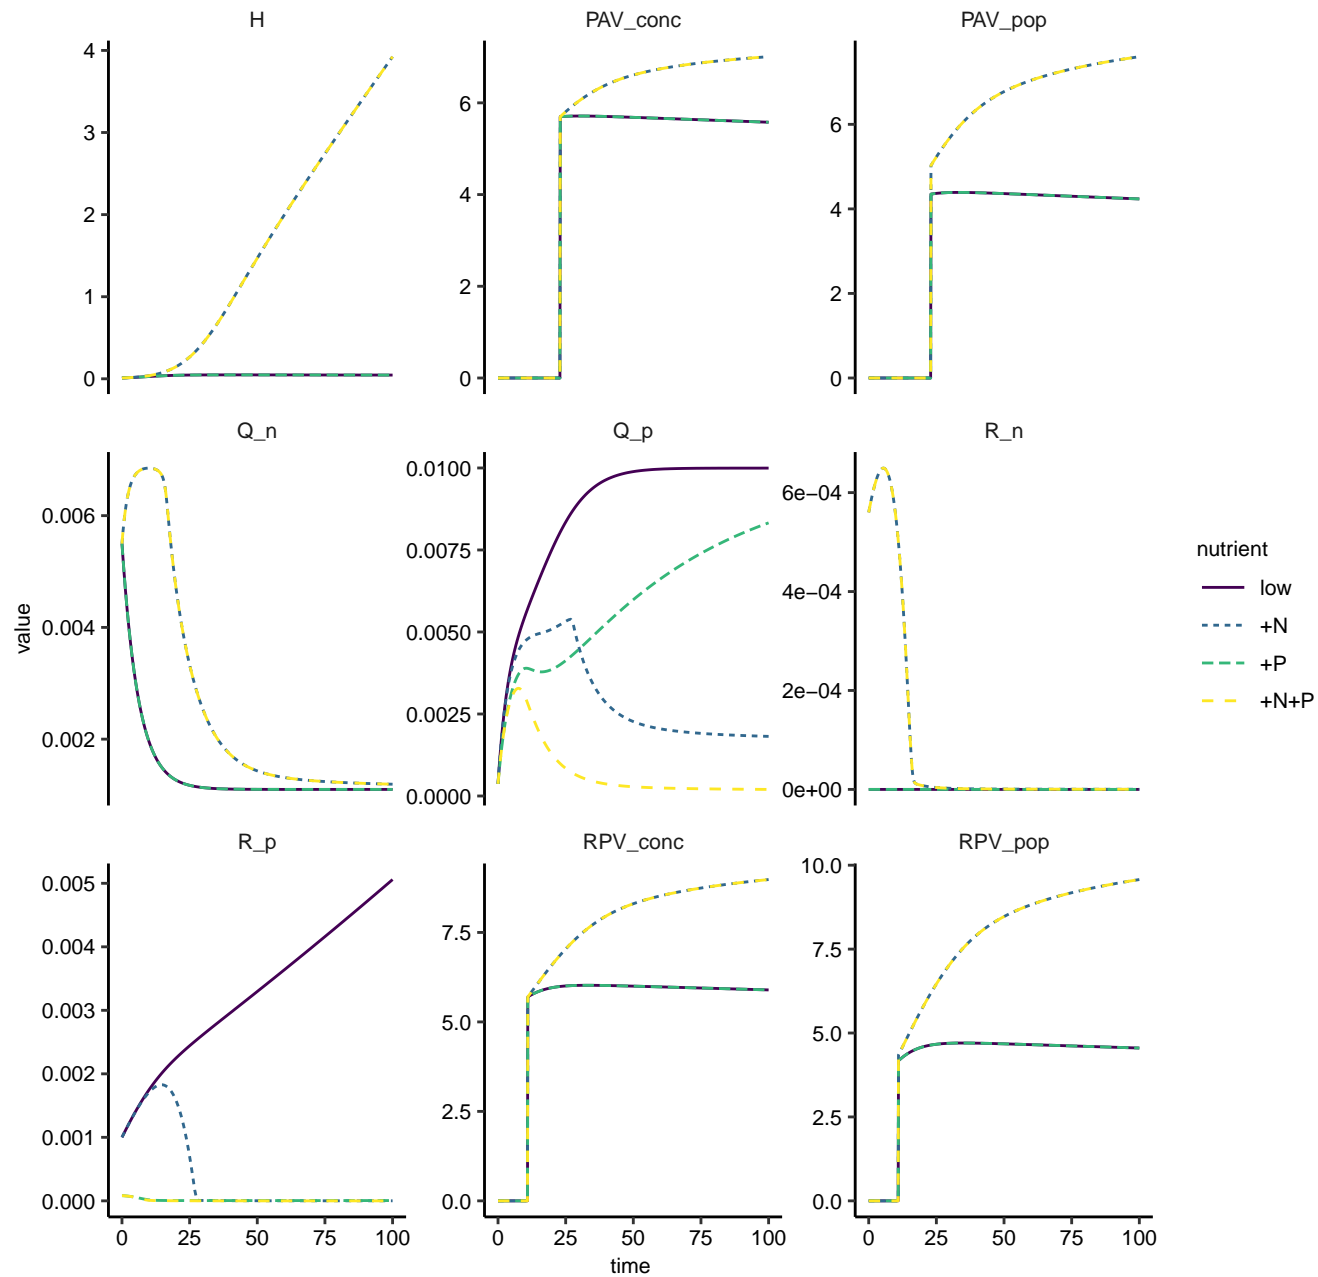 H
PAV_conc
PAV_pop
4
3
2
1
0
6
4
2
0
6
4
2
0
Q_n
Q_p
R_n
0.006
0.004
0.002
0.0100
0.0075
0.0050
0.0025
0.0000
6e−04
4e−04
2e−04
0e+00
value
nutrient
low
+N
+P
+N+P
R_p
RPV_conc
RPV_pop
0.005
0.004
0.003
0.002
0.001
0.000
7.5
5.0
2.5
0.0
10.0
7.5
5.0
2.5
0.0
0 25 50 75 100
0 25 50 75 100
0 25 50 75 100
time